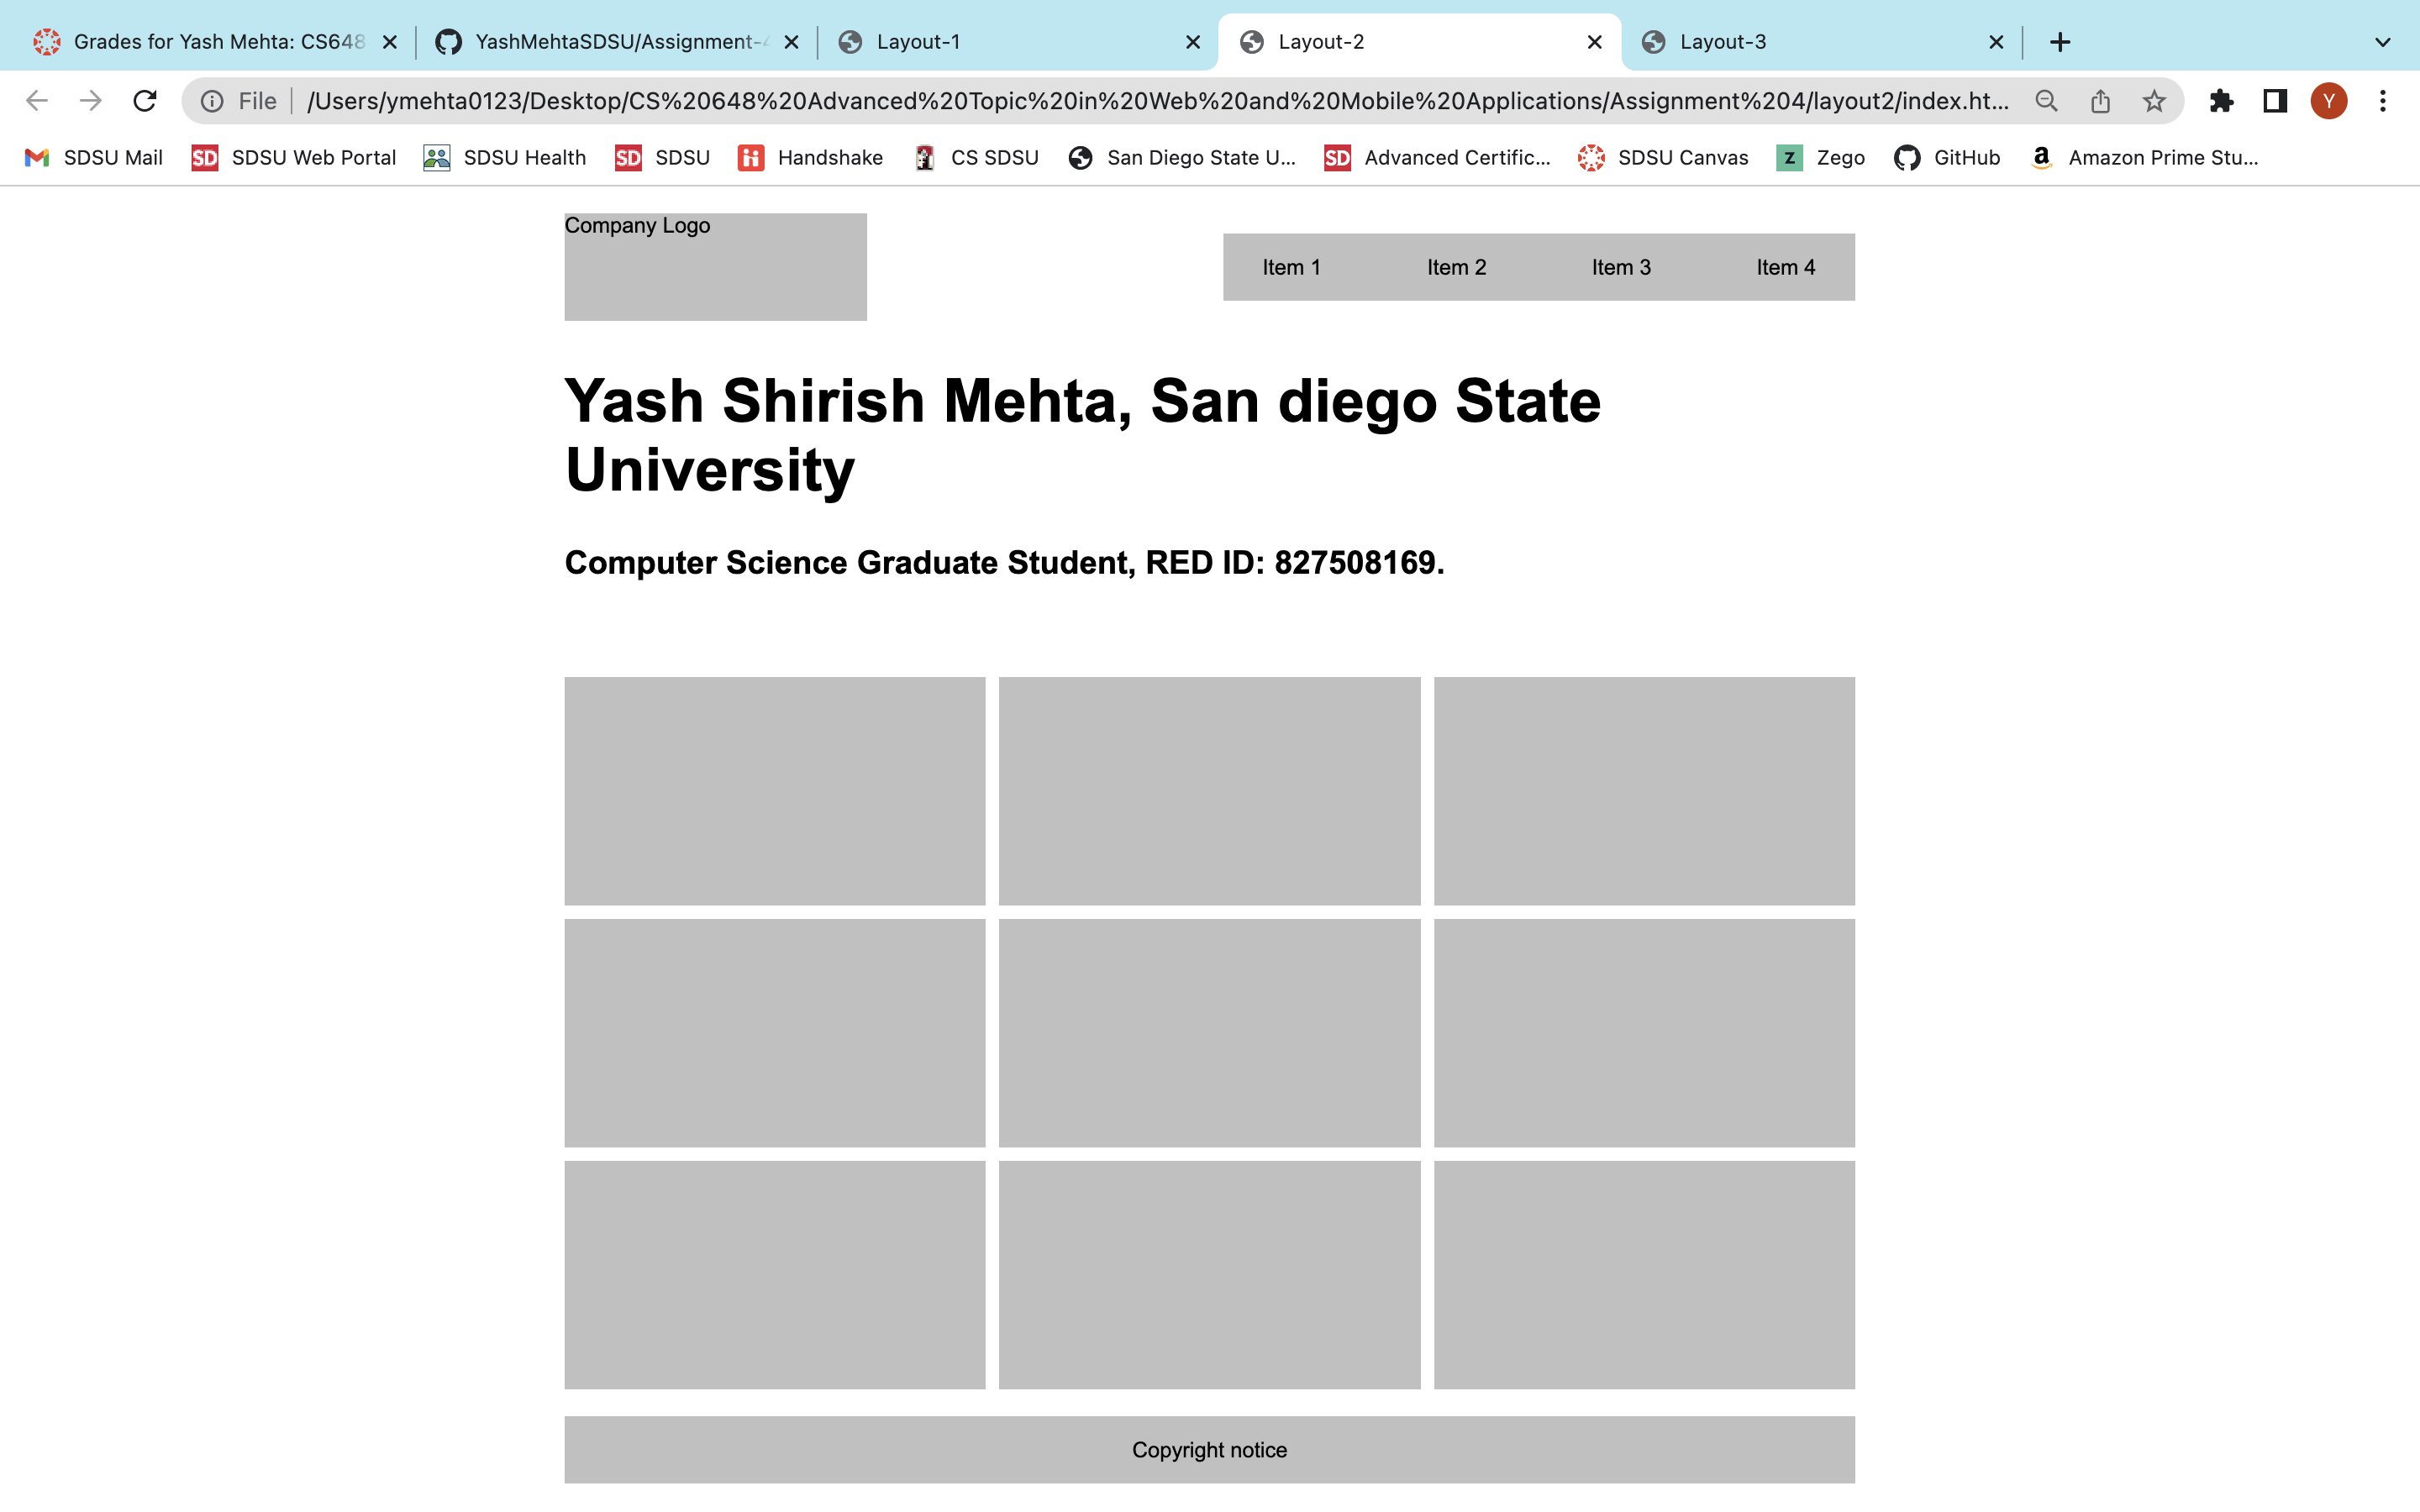 Grades for Yash Mehta: CS648
YashMehtaSDSU/Assignment-4
Layout-1
Layout-2
Layout-3
File
/Users/ymehta0123/Desktop/CS%20648%20Advanced%20Topic%20in%20Web%20and%20Mobile%20Applications/Assignment%204/layout2/index.ht...
Y
SDSU Mail
SD
SDSU Web Portal
SDSU Health
SD
SDSU
Handshake
CS SDSU
San Diego State U...
SD
Advanced Certific...
SDSU Canvas
Z
Zego
GitHub
a
Amazon Prime Stu...
Company Logo
Item 1
Item 2
Item 3
Item 4
Yash Shirish Mehta, San diego State
University
Computer Science Graduate Student, RED ID: 827508169.
Copyright notice